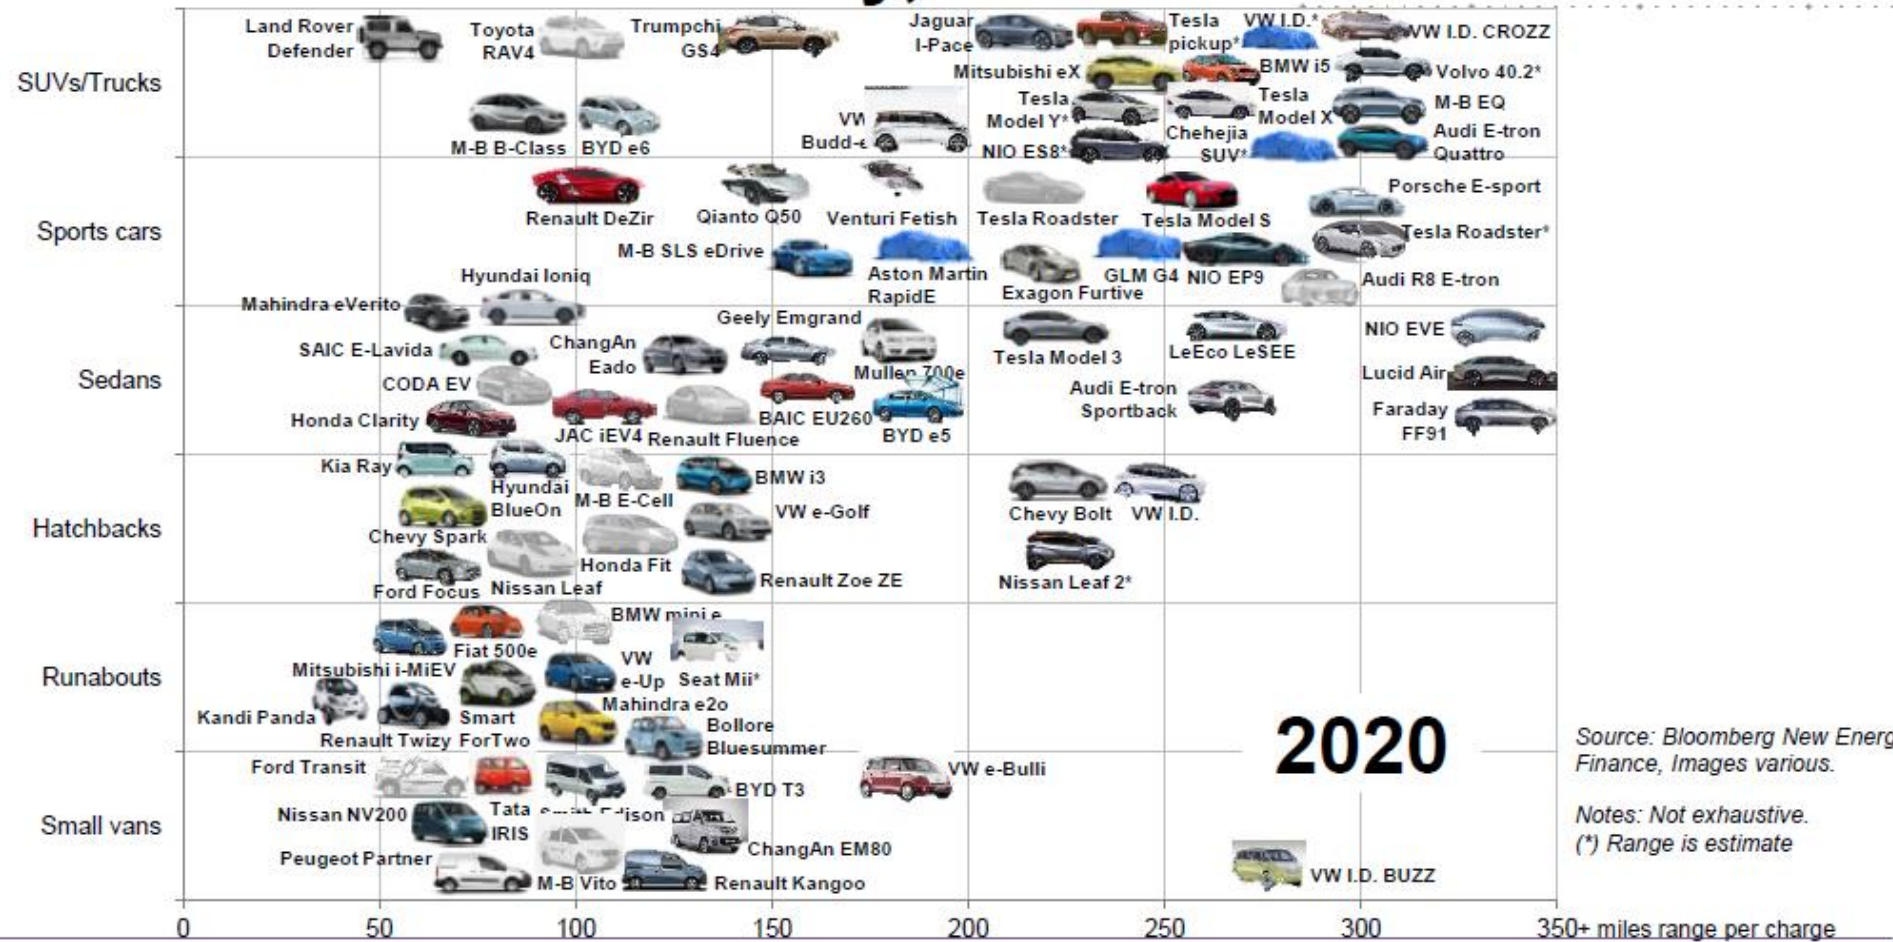 Land Rover
Defender
Toyota
RAV4
Trumpchi
GS4
Jaguar
I-Pace
Tesla
pickup*
VW I.D.*
VW I.D. CROZZ
SUVs/Trucks
Mitsubishi eX
BMW i5
Volvo 40.2*
Tesla
Model Y*
Tesla
Model X
M-B EQ
M-B B-Class
BYD e6
VW
Budd-e
NIO ES8*
Chehejia
SUV*
Audi E-tron
Quattro
Sports cars
Renault DeZir
Qianto Q50
Venturi Fetish
Tesla Roadster
Tesla Model S
Porsche E-sport
M-B SLS eDrive
Aston Martin
RapidE
Exagon Furtive
GLM G4
NIO EP9
Tesla Roadster*
Audi R8 E-tron
Sedans
Mahindra eVerito
Hyundai Ioniq
SAIC E-Lavida
ChangAn
Eado
Geely Emgrand
Mullen 700e
Tesla Model 3
LeEco LeSEE
NIO EVE
CODA EV
Lucid Air
Honda Clarity
JAC iEV4
Renault Fluence
BAIC EU260
BYD e5
Audi E-tron
Sportback
Faraday
FF91
Hatchbacks
Kia Ray
Hyundai
BlueOn
M-B E-Cell
BMW i3
VW e-Golf
Chevy Bolt
VW I.D.
Chevy Spark
Ford Focus
Nissan Leaf
Honda Fit
Renault Zoe ZE
Nissan Leaf 2*
Runabouts
BMW mini e
Fiat 500e
Mitsubishi i-MiEV
VW
e-Up
Seat Mii*
Kandi Panda
Renault Twizy
Smart
ForTwo
Mahindra e2o
Bollore
Bluesummer
2020
Small vans
Ford Transit
BYD T3
VW e-Bulli
Nissan NV200
Tata
IRIS
Smith Edison
ChangAn EM80
Peugeot Partner
M-B Vito
Renault Kangoo
VW I.D. BUZZ
Source: Bloomberg New Energ
Finance, Images various.
Notes: Not exhaustive.
(*) Range is estimate
0 50 100 150 200 250 300 350+ miles range per charge